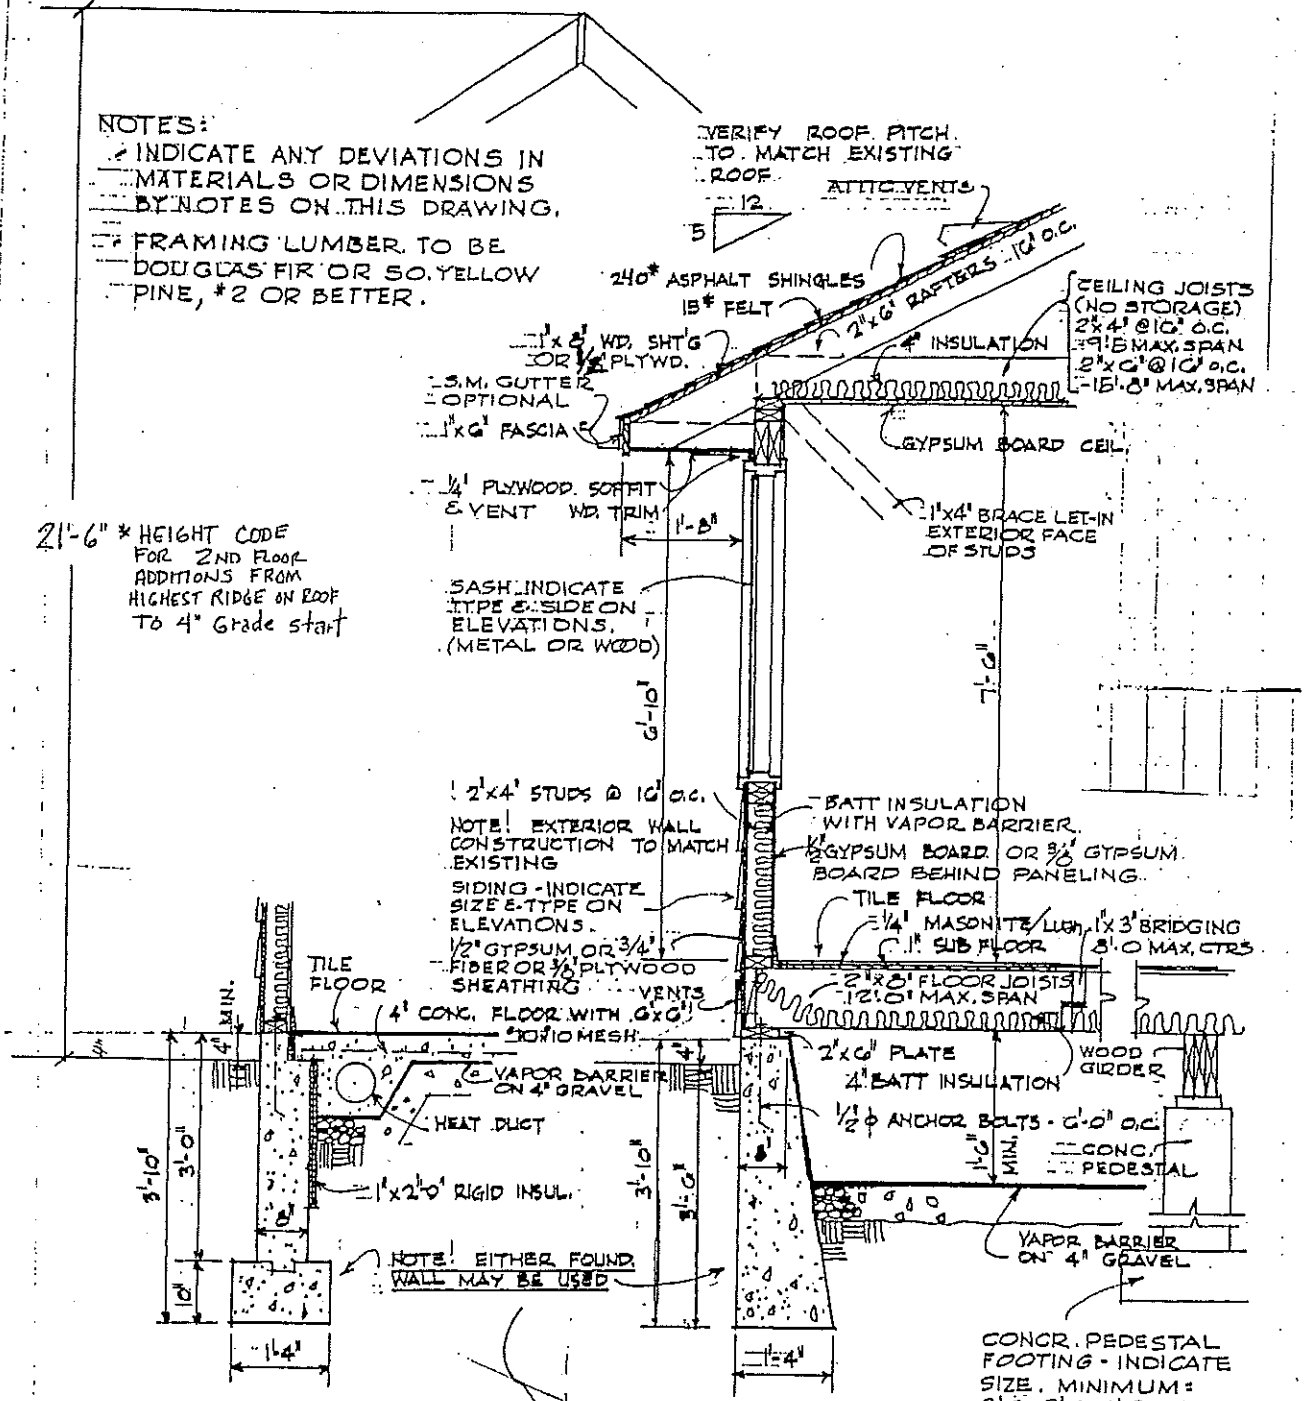 NOTES:
INDICATE ANY DEVIATIONS IN
MATERIALS OR DIMENSIONS
BY NOTES ON THIS DRAWING.
FRAMING LUMBER TO BE
DOUGLAS FIR OR SO. YELLOW
PINE, #2 OR BETTER.
VERIFY ROOF PITCH
TO MATCH EXISTING
ROOF
ATTIC VENTS
12
5
240# ASPHALT SHINGLES
15# FELT
2"x6" RAFTERS - 16" O.C.
1"x8" WD. SHT'G
OR 1/2" PLYWD.
S.M. GUTTER
OPTIONAL
1"x6" FASCIA
4" INSULATION
CEILING JOISTS
(NO STORAGE)
2"x4" @ 16" O.C.
MAX. SPAN
2"x6" @ 16" O.C.
-15'-8" MAX. SPAN
GYPSUM BOARD CEIL.
1/4" PLYWOOD SOFFIT
& VENT WD. TRIM
1'-8"
1"x4" BRACE LET-IN
EXTERIOR FACE
OF STUDS
21'-6" * HEIGHT CODE
FOR 2ND FLOOR
ADDITIONS FROM
HIGHEST RIDGE ON ROOF
TO 4" Grade start
SASH INDICATE
TYPE & SIDE ON
ELEVATIONS.
(METAL OR WOOD)
6'-10"
7'-6"
2"x4" STUDS @ 16" O.C.
NOTE! EXTERIOR WALL
CONSTRUCTION TO MATCH
EXISTING
SIDING - INDICATE
SIZE & TYPE ON
ELEVATIONS.
1/2" GYPSUM OR 3/4"
FIBER OR 3/8" PLYWOOD
SHEATHING
VENTS
BATT INSULATION
WITH VAPOR BARRIER
1/2" GYPSUM BOARD OR 3/8" GYPSUM
BOARD BEHIND PANELING
TILE FLOOR
1/4" MASONITE/
1" SUB FLOOR
1"x3" BRIDGING
8'-0 MAX. CTRS
2"x8" FLOOR JOISTS
12'-0" MAX. SPAN
TILE
FLOOR
4" MIN.
4"
4" CONC. FLOOR WITH 6"x6"
10/10 MESH
VAPOR BARRIER
ON 4" GRAVEL
HEAT DUCT
4"
2"x6" PLATE
4" BATT INSULATION
WOOD
GIRDER
1/2" ϕ ANCHOR BOLTS - 6'-0" O.C.
CONC.
PEDESTAL
3'-10"
3'-0"
8"
1"x2'-0" RIGID INSUL.
3'-10"
3'-6"
8"
1'-6" MIN.
NOTE! EITHER FOUND.
WALL MAY BE USED
VAPOR BARRIER
ON 4" GRAVEL
10"
1'-4"
1'-4"
CONCR. PEDESTAL
FOOTING - INDICATE
SIZE. MINIMUM: